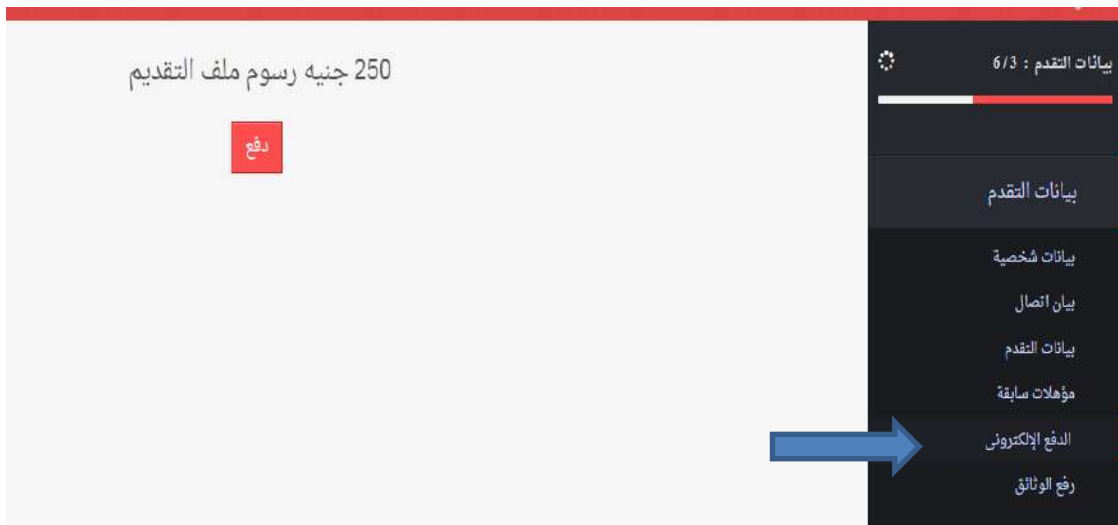 بيانات التقدم : 6/3
250 جنيه رسوم ملف التقديم
دفع
بيانات التقدم
بيانات شخصية
بيان اتصال
بيانات التقدم
مؤهلات سابقة
الدفع الإلكترونى
رفع الوثائق